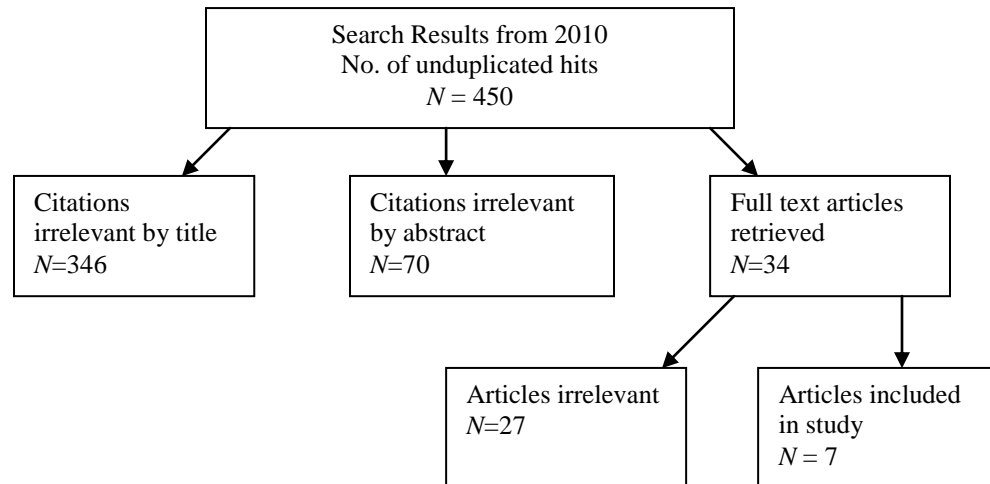 Search Results from 2010
No. of unduplicated hits
N = 450
Citations
irrelevant by title
N=346
Citations irrelevant
by abstract
N=70
Full text articles
retrieved
N=34
Articles irrelevant
N=27
Articles included
in study
N = 7